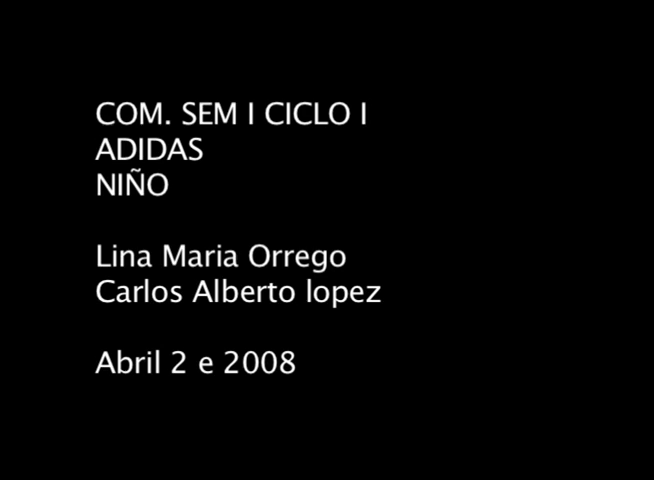 COM. SEM I CICLO I
ADIDAS
NIÑO
Lina Maria Orrego
Carlos Alberto lopez
Abril 2 e 2008